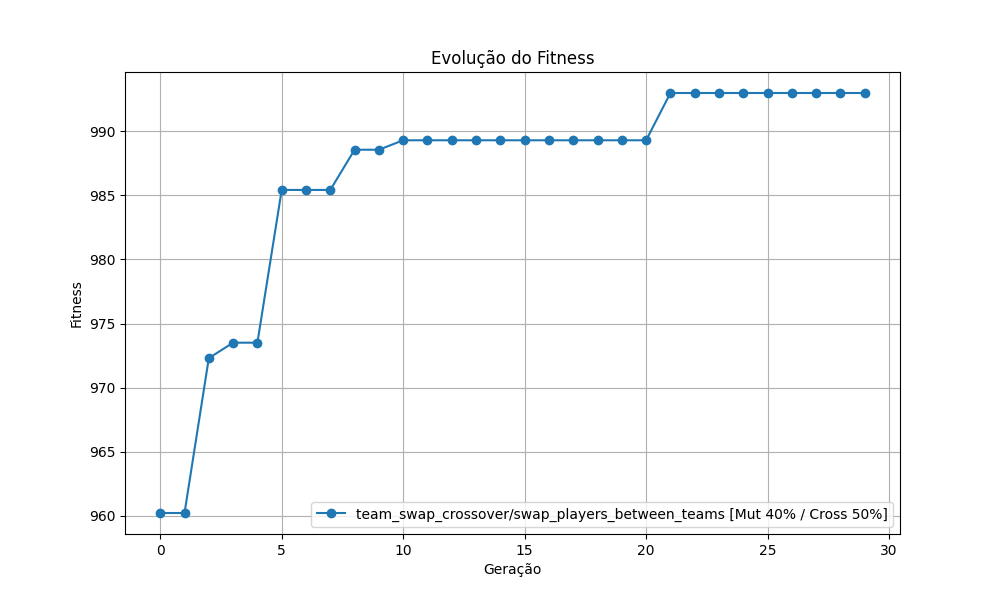 Evolução do Fitness
Fitness
990
985
980
975
970
965
960
team_swap_crossover/swap_players_between_teams [Mut 40% / Cross 50%]
0 5 10 15 20 25 30
Geração